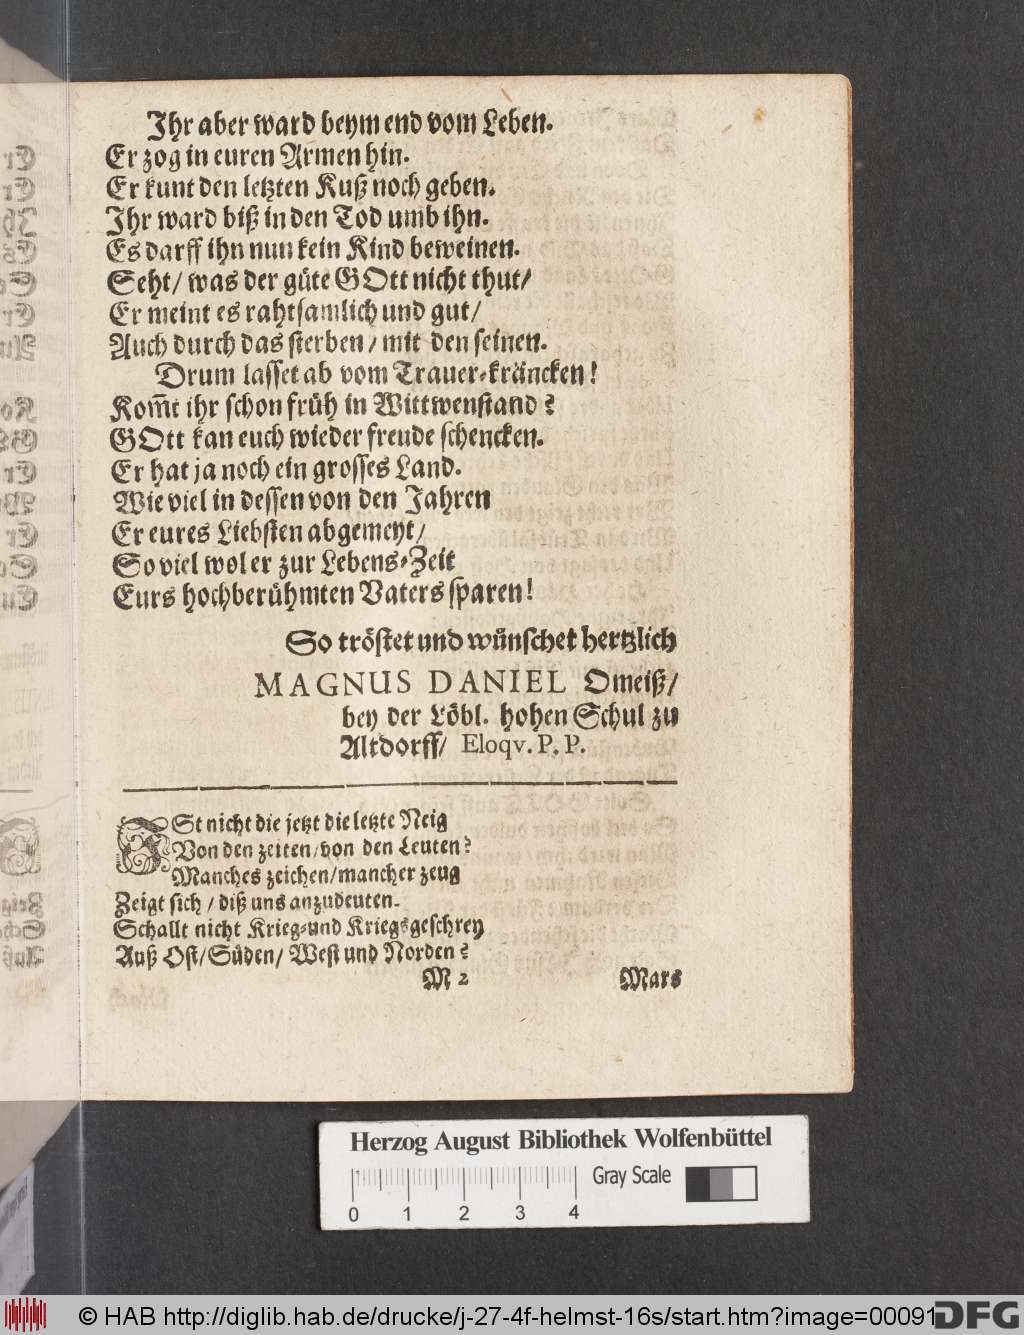 Ihr aber ward beym end vom Leben.
Er zog in euren Armen hin.
Er kunt den letzten Kuß noch geben.
Ihr ward biß in den Tod umb ihn.
Es darff ihn nun kein Kind beweinen.
Seht/ was der güte GOtt nicht thut/
Er meint es rahtsamlich und gut/
Auch durch das sterben/ mit den seinen.
Drum lasset ab vom Trauer-kräncken!
Kom̃t ihr schon früh in Wittwenstand?
GOtt kan euch wieder freude schencken.
Er hat ja noch ein grosses Land.
Wie viel in dessen von den Jahren
Er eures Liebsten abgemeyt/
So viel wol er zur Lebens-Zeit
Eurs hochberühmten Vaters sparen!
So tröstet und wünschet hertzlich
MAGNUS DANIEL Omeiß/
bey der Löbl. hohen Schul zu
Altdorff/ Eloqv. P. P.
ISt nicht die jetzt die letzte Neig
Von den zeiten/ von den Leuten?
Manches zeichen/ mancher zeug
Zeigt sich/ diß uns anzudeuten.
Schallt nicht Krieg-und Kriegsgeschrey
Auß Ost/ Süden/ West und Norden?
M 2 Mars
Herzog August Bibliothek Wolfenbüttel
Gray Scale
0 1 2 3 4
© HAB http://diglib.hab.de/drucke/j-27-4f-helmst-16s/start.htm?image=00091
DFG